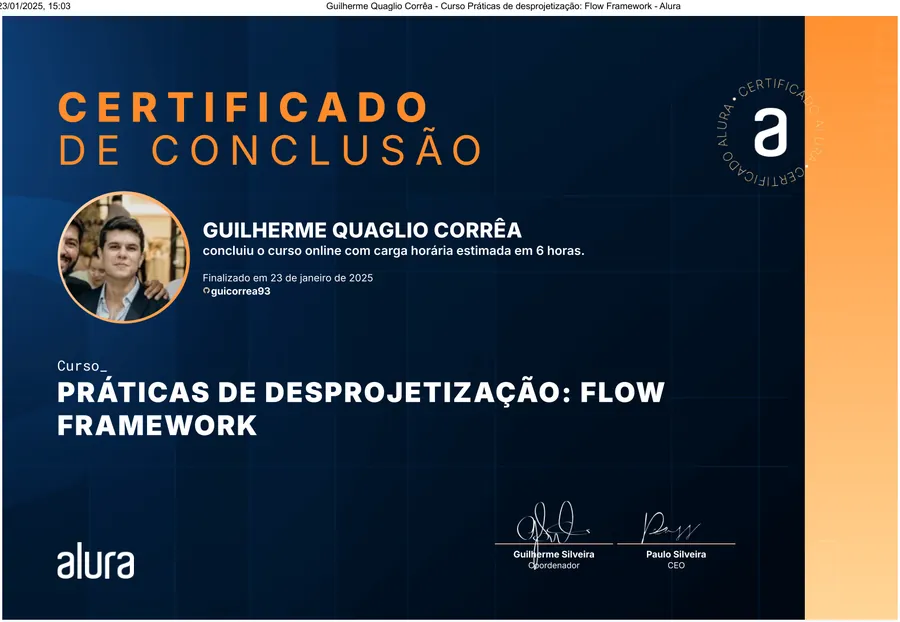 23/01/2025, 15:03
Guilherme Quaglio Corrêa - Curso Práticas de desprojetização: Flow Framework - Alura
CERTIFICADO
DE CONCLUSÃO
CERTIFICADO ALURA • CERTIFICADO ALURA •
a
GUILHERME QUAGLIO CORRÊA
concluiu o curso online com carga horária estimada em 6 horas.
Finalizado em 23 de janeiro de 2025
guicorrea93
Curso_
PRÁTICAS DE DESPROJETIZAÇÃO: FLOW
FRAMEWORK
alura
Guilherme Silveira
Coordenador
Paulo Silveira
CEO